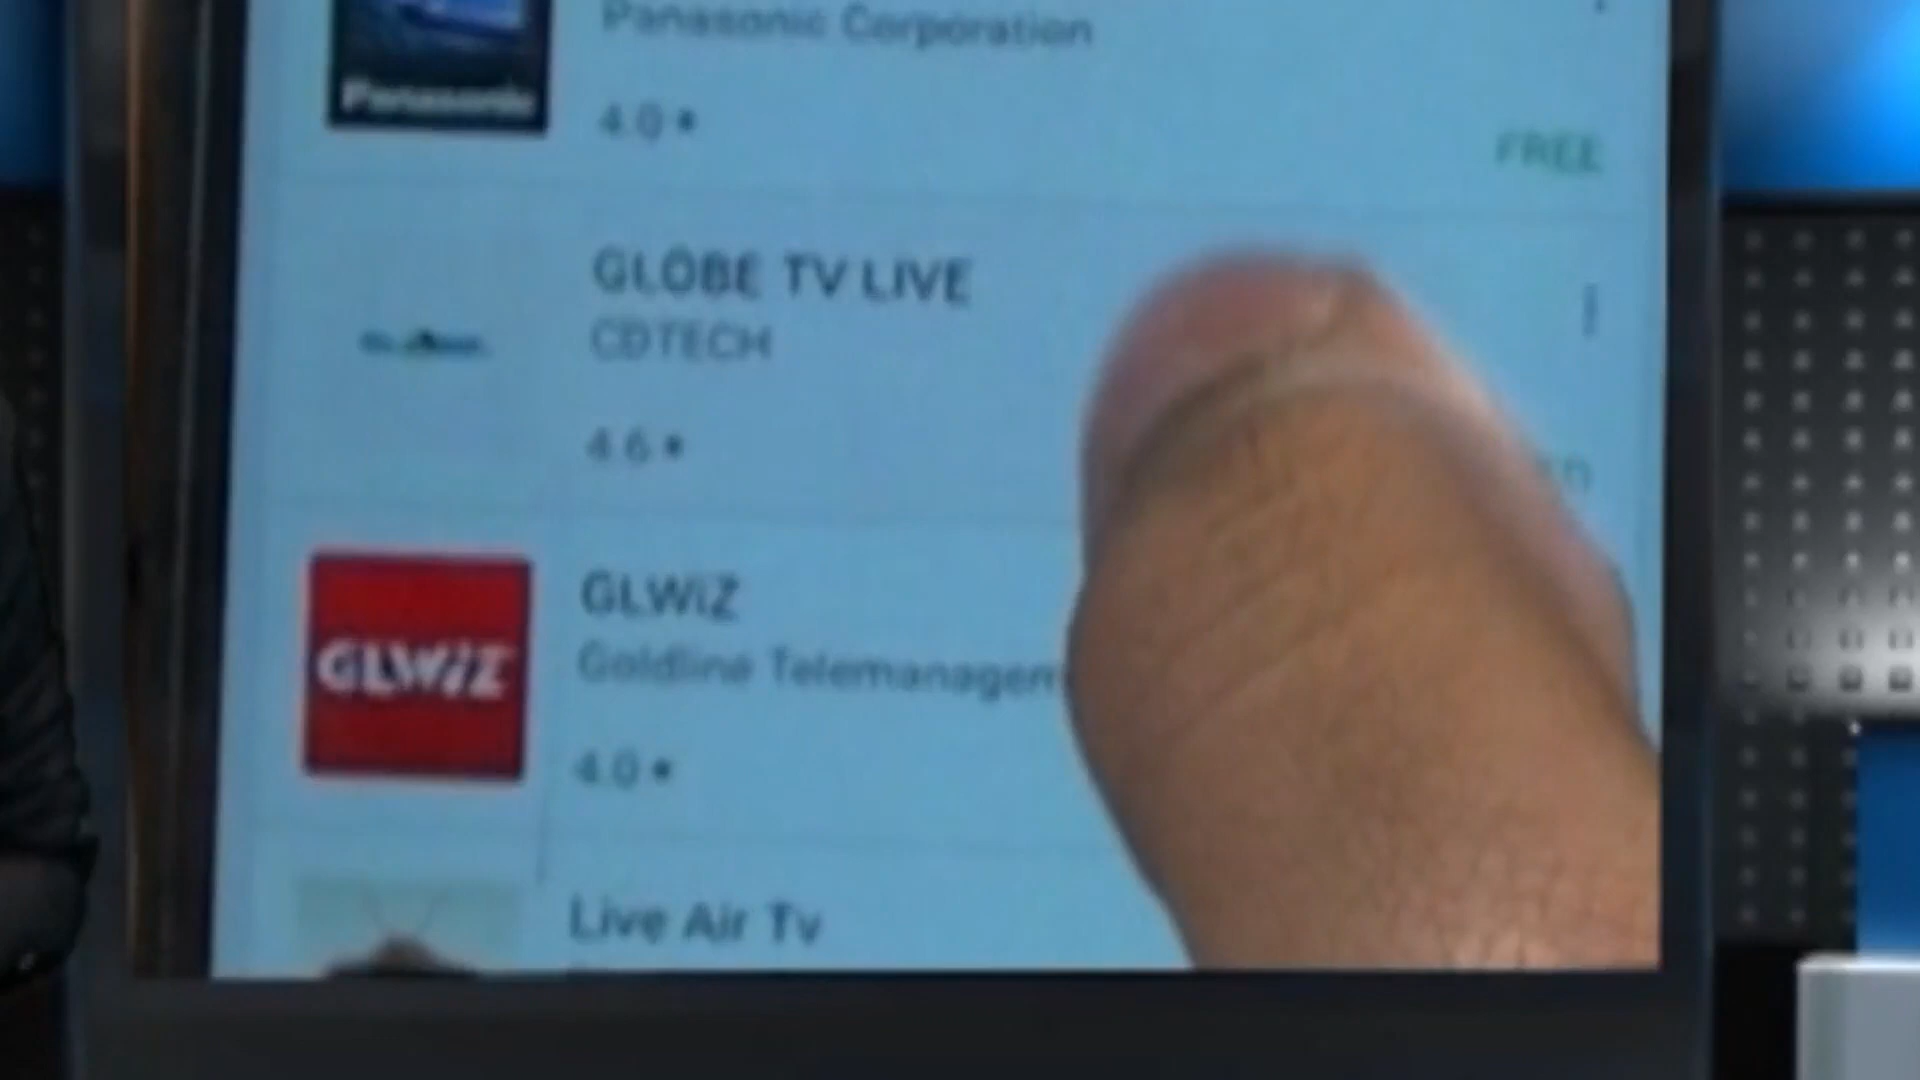 Panasonic Corporation
Panasonic
4.0
FREE
GLOBE TV LIVE
CDTECH
4.6
GLWiZ
GLWiZ
Goldline Telemanagem
4.0
Live Air Tv